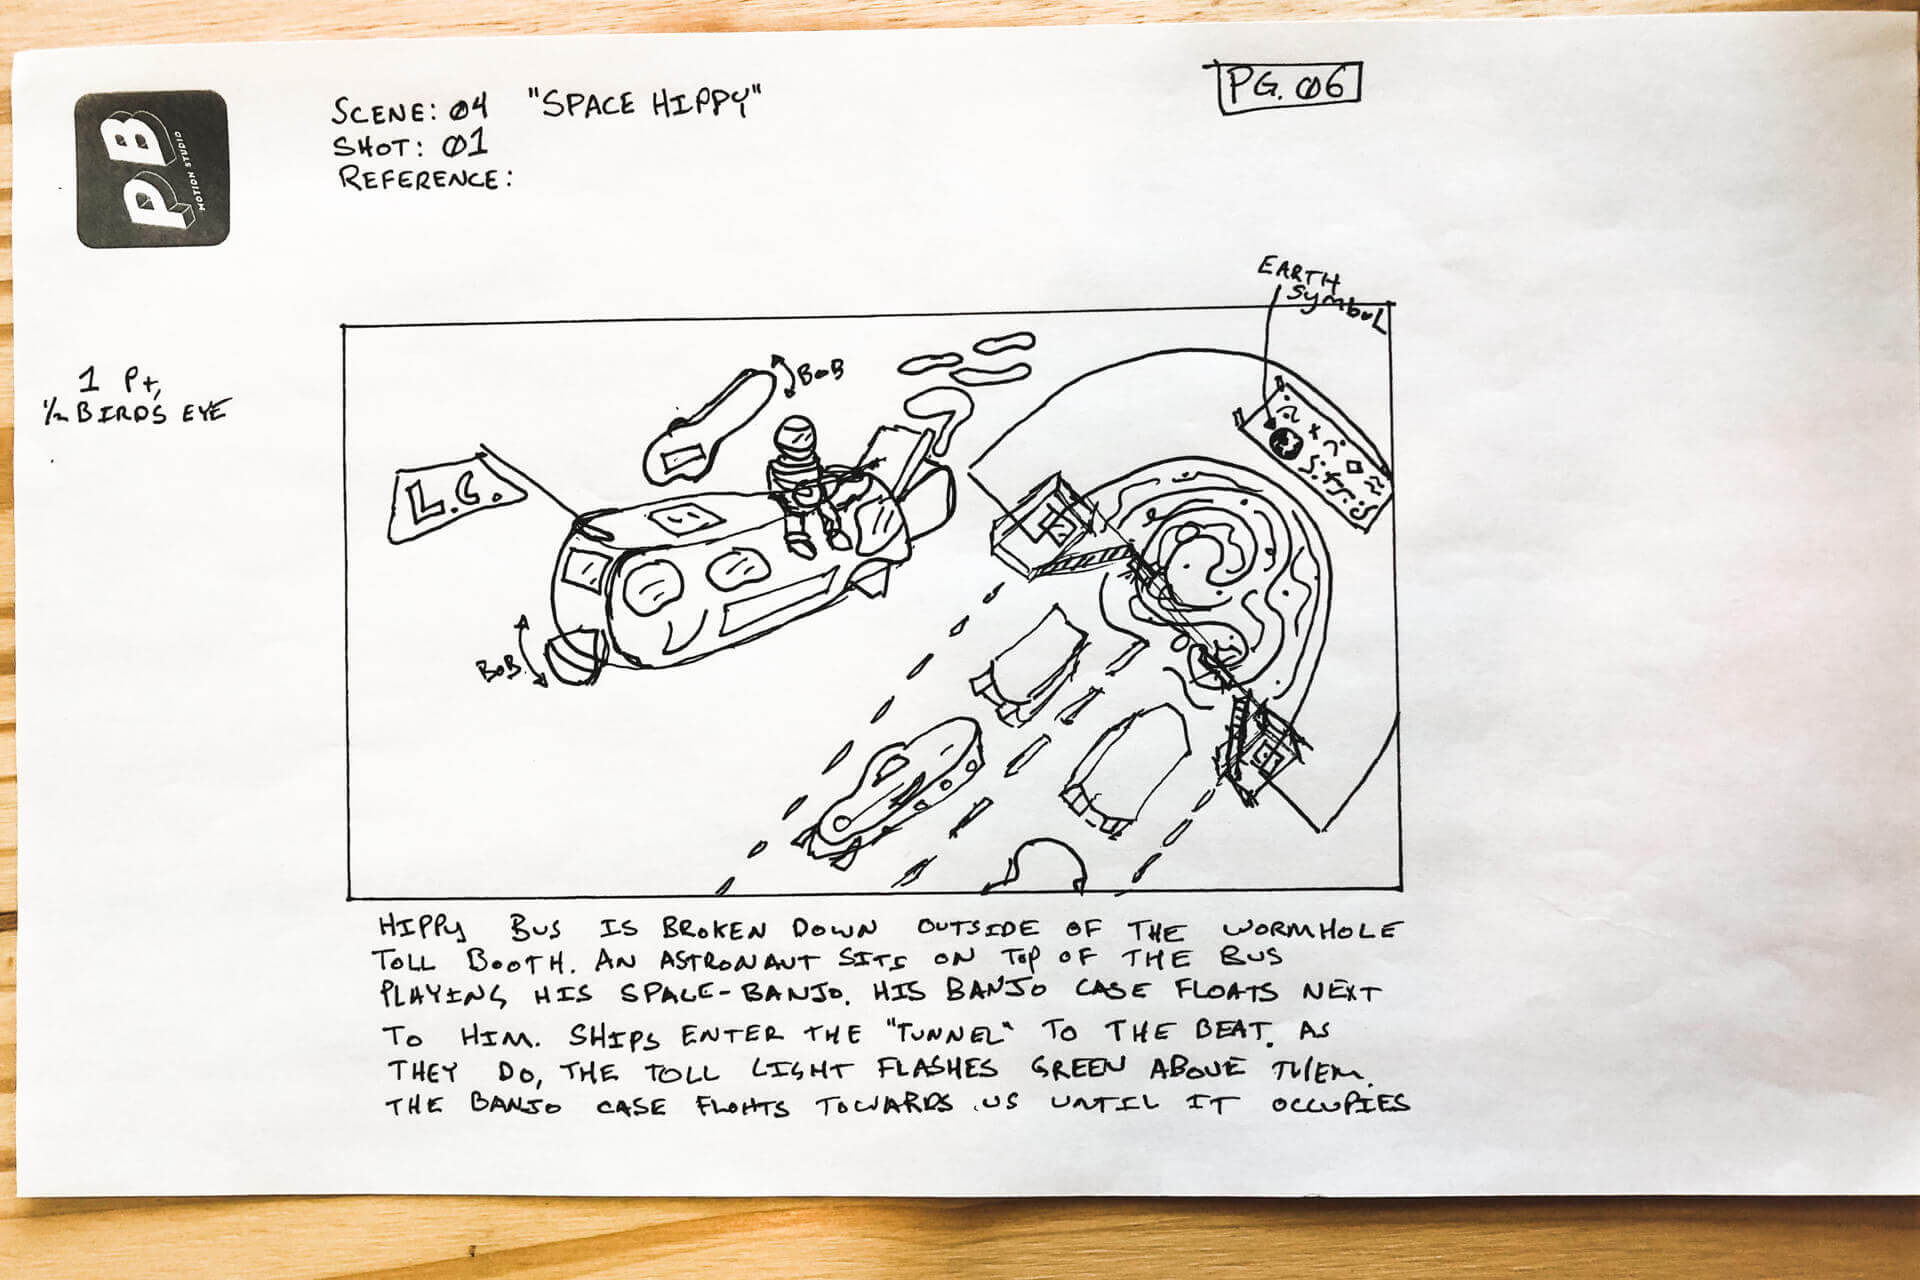 PB
MOTION STUDIO
SCENE: 04 "SPACE HIPPY"
SHOT: 01
REFERENCE:
PG. 06
1 Pt,
1/2 BIRDS EYE
EARTH
SymboL
BOB
L.C.
BOB
HIPPY BUS IS BROKEN DOWN OUTSIDE OF THE WORMHOLE
TOLL BOOTH. AN ASTRONAUT SITS ON TOP OF THE BUS
PLAYING HIS SPACE-BANJO. HIS BANJO CASE FLOATS NEXT
TO HIM. SHIPS ENTER THE "TUNNEL" TO THE BEAT. AS
THEY DO, THE TOLL LIGHT FLASHES GREEN ABOVE THEM.
THE BANJO CASE FLOATS TOWARDS US UNTIL IT OCCUPIES